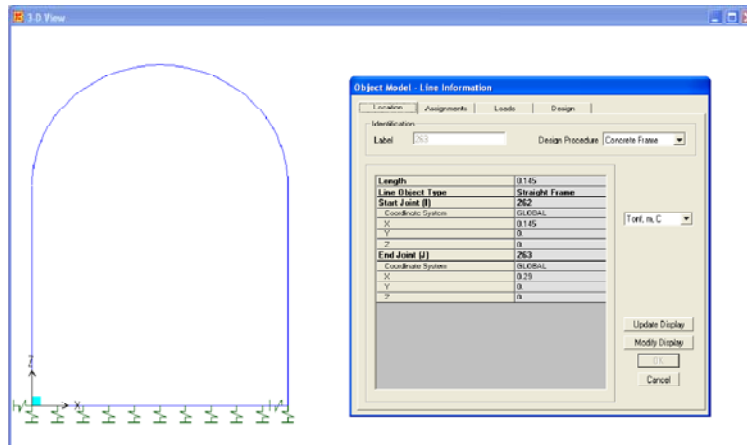 3-D View
Z
X
Object Model - Line Information
Location Assignments Loads Design
Identification
Label 263 Design Procedure Concrete Frame
Length 0.145
Line Object Type Straight Frame
Start Joint (I) 262
Coordinate System GLOBAL
X 0.145
Y 0.
Z 0.
End Joint (J) 263
Coordinate System GLOBAL
X 0.29
Y 0.
Z 0.
Tonf, m, C
Update Display
Modify Display
OK
Cancel